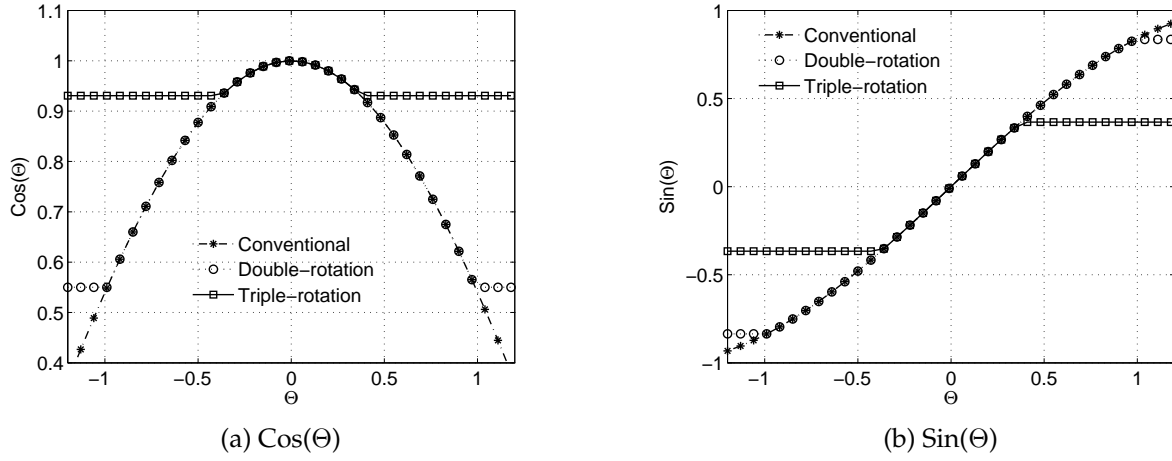 1.1
1
0.9
0.8
0.7
0.6
0.5
0.4
Cos(Θ)
−1
−0.5
0
0.5
1
Θ
Conventional
Double−rotation
Triple−rotation
(a) Cos(Θ)
1
0.5
0
−0.5
−1
Sin(Θ)
−1
−0.5
0
0.5
1
Θ
Conventional
Double−rotation
Triple−rotation
(b) Sin(Θ)